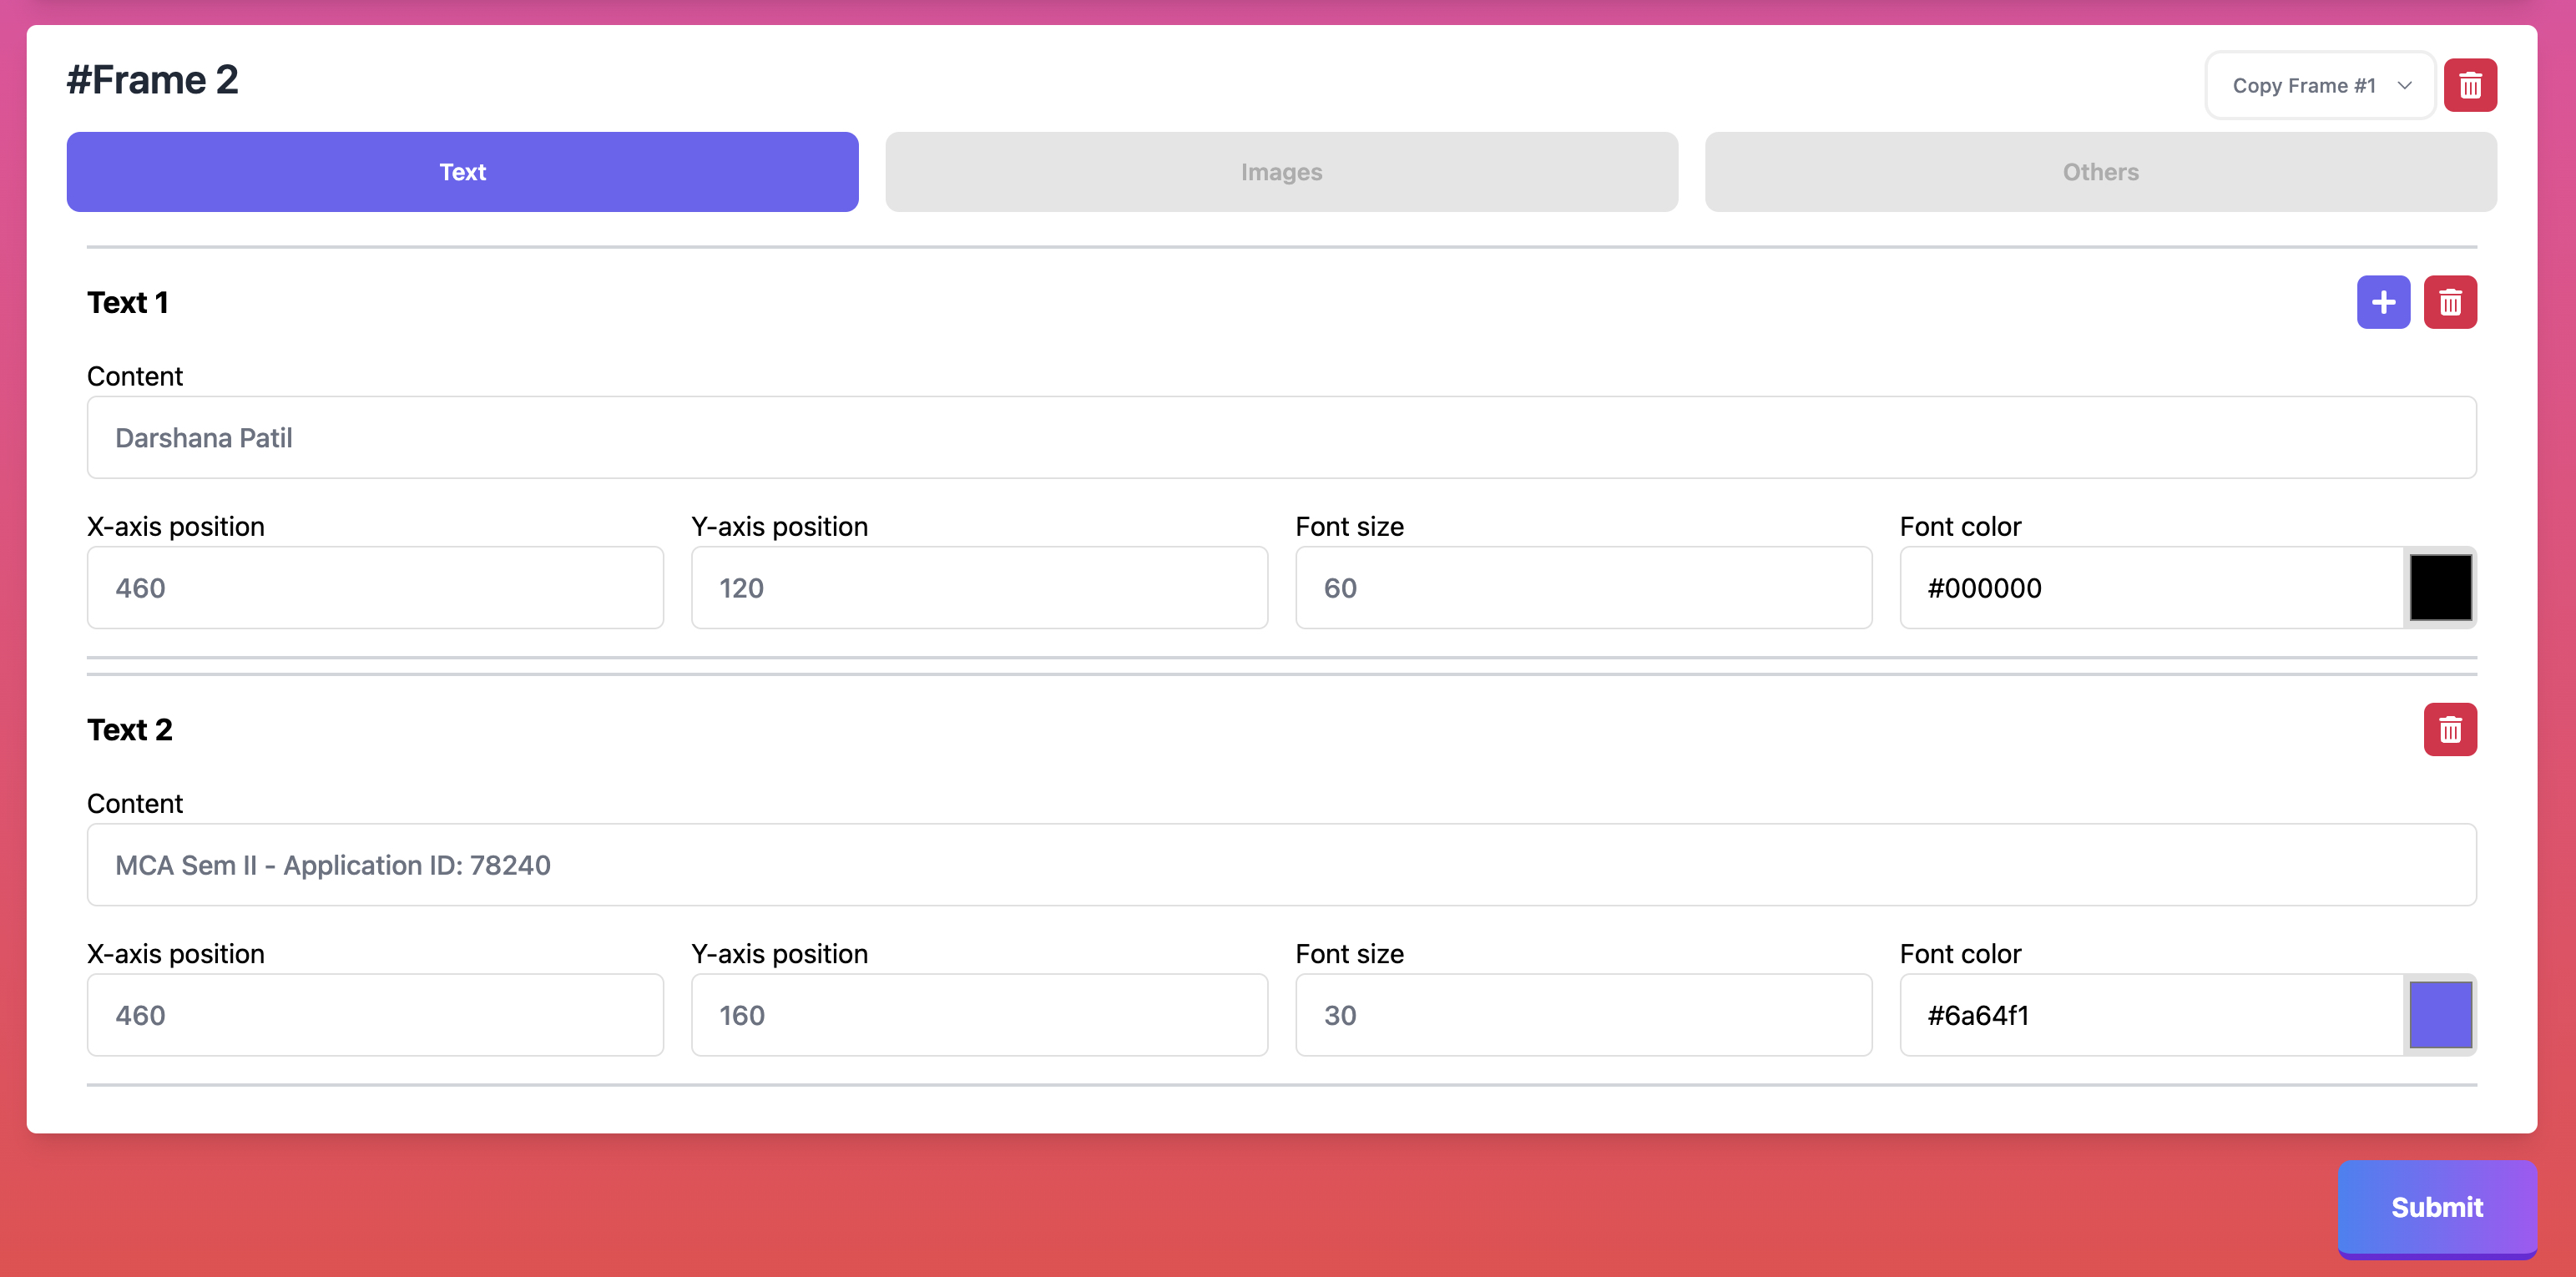 #Frame 2
Copy Frame #1
Text Images Others
Text 1
Content
Darshana Patil
X-axis position Y-axis position Font size Font color
460 120 60 #000000
Text 2
Content
MCA Sem II - Application ID: 78240
X-axis position Y-axis position Font size Font color
460 160 30 #6a64f1
Submit